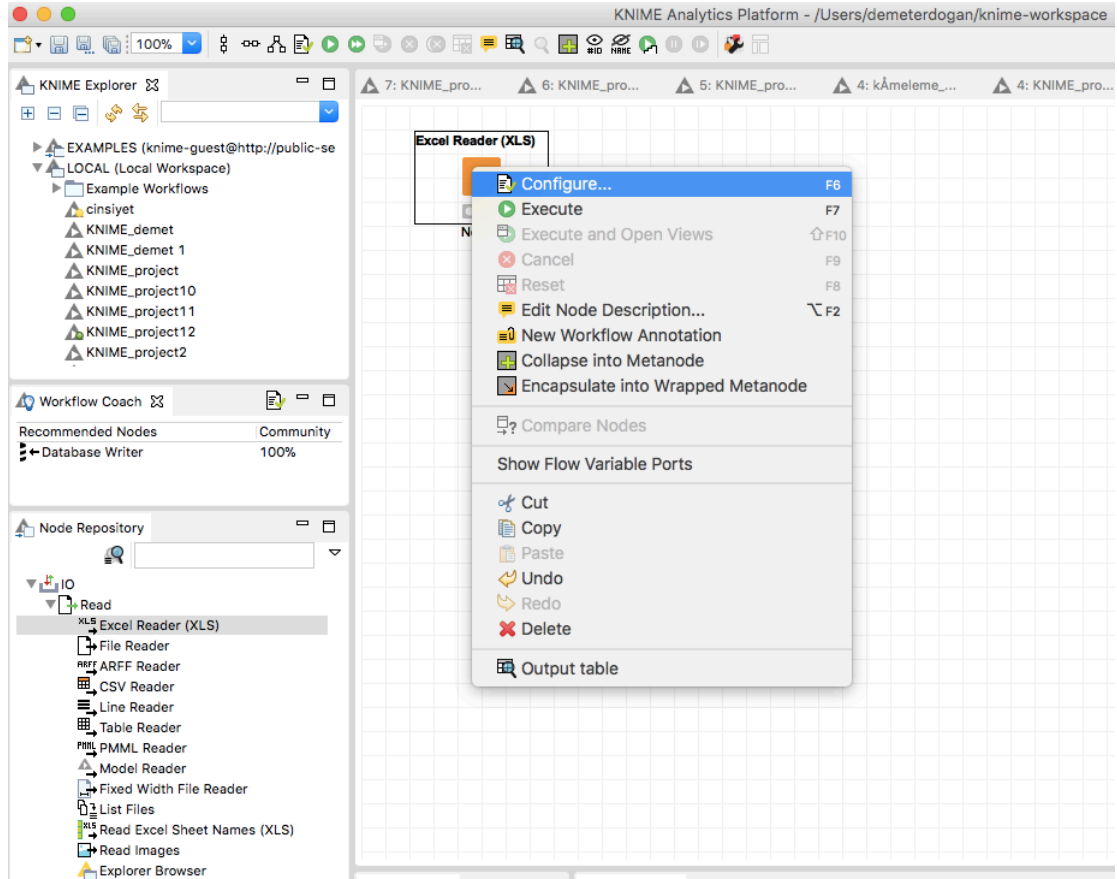 KNIME Analytics Platform - /Users/demeterdogan/knime-workspace
100%
#ID
NAME
KNIME Explorer
7: KNIME_pro...
6: KNIME_pro...
5: KNIME_pro...
4: kÅmeleme_...
4: KNIME_pro...
EXAMPLES (knime-guest@http://public-se
LOCAL (Local Workspace)
Example Workflows
cinsiyet
KNIME_demet
KNIME_demet 1
KNIME_project
KNIME_project10
KNIME_project11
KNIME_project12
KNIME_project2
Workflow Coach
Recommended Nodes Community
Database Writer 100%
Node Repository
IO
Read
XLS Excel Reader (XLS)
File Reader
ARFF ARFF Reader
CSV Reader
Line Reader
Table Reader
PMML PMML Reader
Model Reader
Fixed Width File Reader
List Files
XLS Read Excel Sheet Names (XLS)
Read Images
Explorer Browser
Excel Reader (XLS)
Configure... F6
Execute F7
Execute and Open Views ⇧F10
Cancel F9
Reset F8
Edit Node Description... ⌥F2
New Workflow Annotation
Collapse into Metanode
Encapsulate into Wrapped Metanode
Compare Nodes
Show Flow Variable Ports
Cut
Copy
Paste
Undo
Redo
Delete
Output table